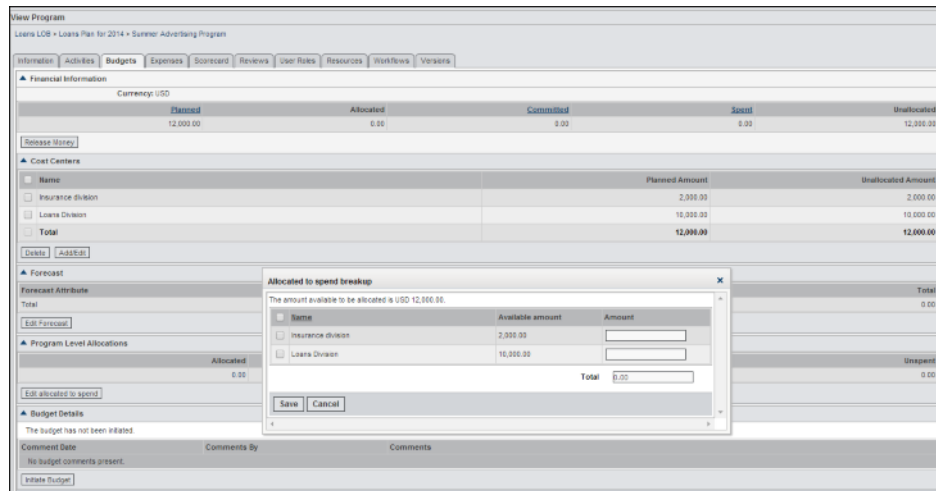 View Program
Loans LOB » Loans Plan for 2014 » Summer Advertising Program
Information Activities Budgets Expenses Scorecard Reviews User Roles Resources Workflows Versions
Financial Information
Currency: USD
Planned Allocated Committed Spent Unallocated
12,000.00 0.00 0.00 0.00 12,000.00
Release Money
Cost Centers
Name Planned Amount Unallocated Amount
Insurance division 2,000.00 2,000.00
Loans Division 10,000.00 10,000.00
Total 12,000.00 12,000.00
Delete Add/Edit
Forecast
Forecast Attribute Total
Total 0.00
Edit Forecast
Program Level Allocations
Allocated Unspent
0.00 0.00
Edit allocated to spend
Budget Details
The budget has not been initiated.
Comment Date Comments By Comments
No budget comments present.
Initiate Budget
Allocated to spend breakup x
The amount available to be allocated is USD 12,000.00.
Name Available amount Amount
Insurance division 2,000.00
Loans Division 10,000.00
Total 0.00
Save Cancel